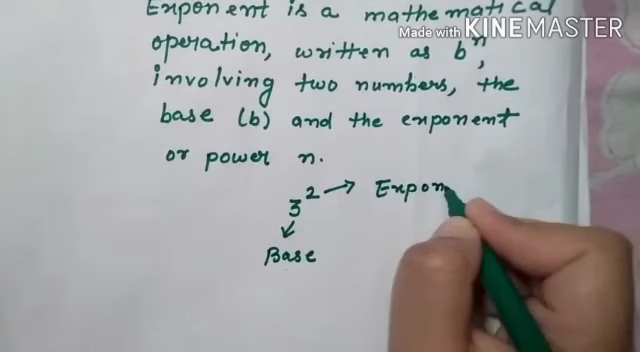 Exponent is a mathematical
Made with KINEMASTER
operation, written as bⁿ,
involving two numbers, the
base (b) and the exponent
or power n.
3² → Expon
↓
Base